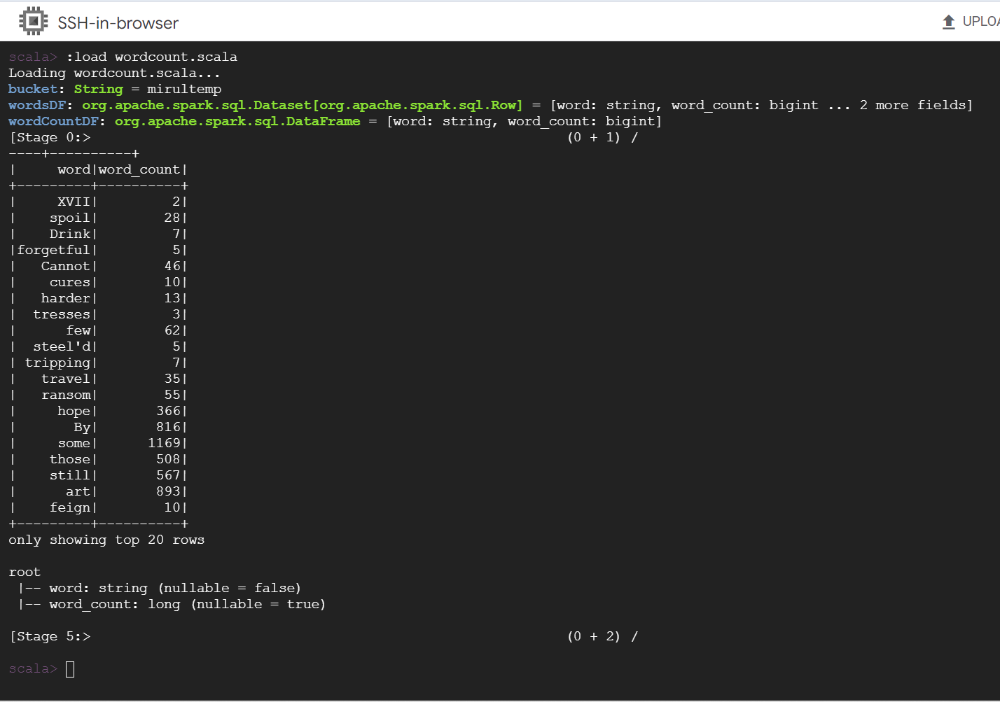 SSH-in-browser
UPLOA
scala> :load wordcount.scala
Loading wordcount.scala...
bucket: String = mirultemp
wordsDF: org.apache.spark.sql.Dataset[org.apache.spark.sql.Row] = [word: string, word_count: bigint ... 2 more fields]
wordCountDF: org.apache.spark.sql.DataFrame = [word: string, word_count: bigint]
[Stage 0:>                                                          (0 + 1) /
----+----------+
|     word|word_count|
+---------+----------+
|     XVII|         2|
|    spoil|        28|
|    Drink|         7|
|forgetful|         5|
|   Cannot|        46|
|    cures|        10|
|   harder|        13|
|  tresses|         3|
|      few|        62|
|  steel'd|         5|
| tripping|         7|
|   travel|        35|
|   ransom|        55|
|     hope|       366|
|       By|       816|
|     some|      1169|
|    those|       508|
|    still|       567|
|      art|       893|
|    feign|        10|
+---------+----------+
only showing top 20 rows
root
 |-- word: string (nullable = false)
 |-- word_count: long (nullable = true)
[Stage 5:>                                                          (0 + 2) /
scala>